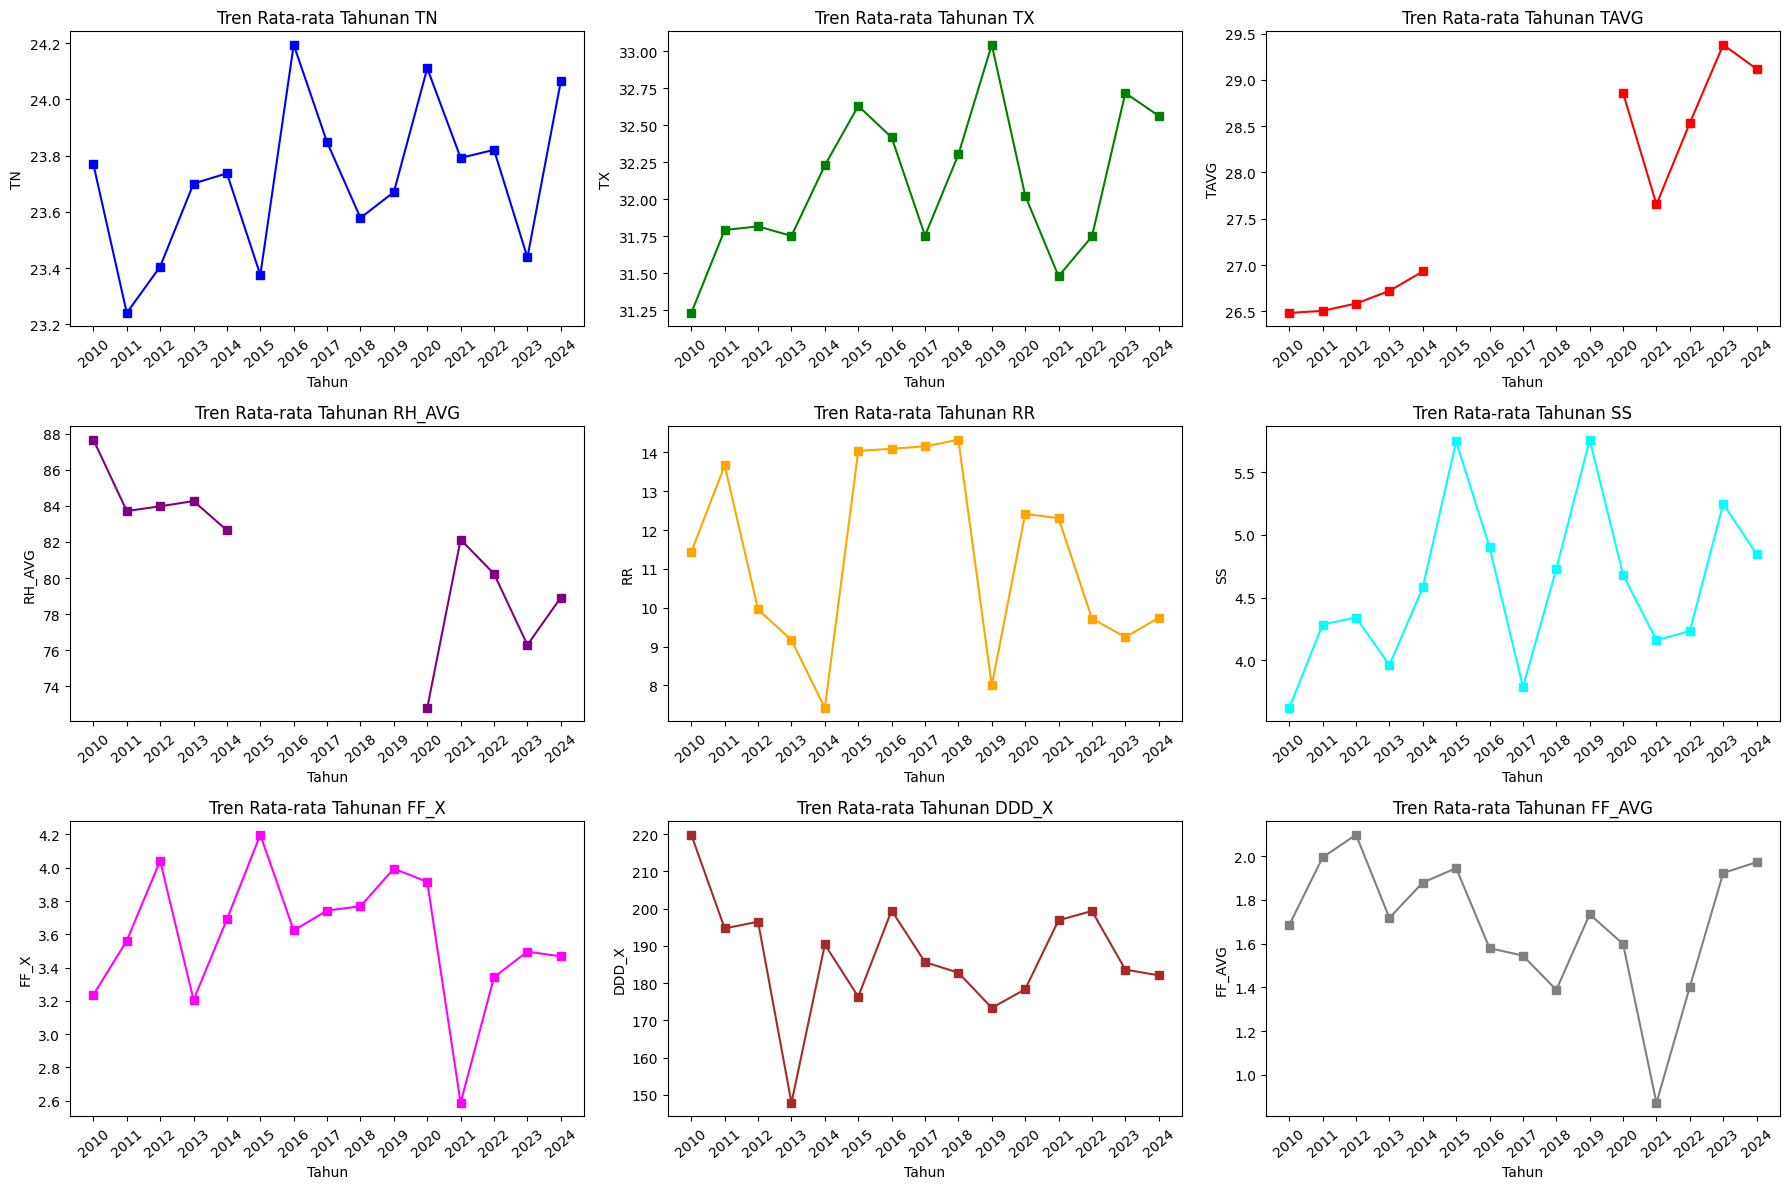 Tren Rata-rata Tahunan TN
24.2
24.0
23.8
23.6
23.4
23.2
TN
2010 2011 2012 2013 2014 2015 2016 2017 2018 2019 2020 2021 2022 2023 2024
Tahun
Tren Rata-rata Tahunan TX
33.00
32.75
32.50
32.25
32.00
31.75
31.50
31.25
TX
2010 2011 2012 2013 2014 2015 2016 2017 2018 2019 2020 2021 2022 2023 2024
Tahun
Tren Rata-rata Tahunan TAVG
29.5
29.0
28.5
28.0
27.5
27.0
26.5
TAVG
2010 2011 2012 2013 2014 2015 2016 2017 2018 2019 2020 2021 2022 2023 2024
Tahun
Tren Rata-rata Tahunan RH_AVG
88
86
84
82
80
78
76
74
RH_AVG
2010 2011 2012 2013 2014 2015 2016 2017 2018 2019 2020 2021 2022 2023 2024
Tahun
Tren Rata-rata Tahunan RR
14
13
12
11
10
9
8
RR
2010 2011 2012 2013 2014 2015 2016 2017 2018 2019 2020 2021 2022 2023 2024
Tahun
Tren Rata-rata Tahunan SS
5.5
5.0
4.5
4.0
SS
2010 2011 2012 2013 2014 2015 2016 2017 2018 2019 2020 2021 2022 2023 2024
Tahun
Tren Rata-rata Tahunan FF_X
4.2
4.0
3.8
3.6
3.4
3.2
3.0
2.8
2.6
FF_X
2010 2011 2012 2013 2014 2015 2016 2017 2018 2019 2020 2021 2022 2023 2024
Tahun
Tren Rata-rata Tahunan DDD_X
220
210
200
190
180
170
160
150
DDD_X
2010 2011 2012 2013 2014 2015 2016 2017 2018 2019 2020 2021 2022 2023 2024
Tahun
Tren Rata-rata Tahunan FF_AVG
2.0
1.8
1.6
1.4
1.2
1.0
FF_AVG
2010 2011 2012 2013 2014 2015 2016 2017 2018 2019 2020 2021 2022 2023 2024
Tahun